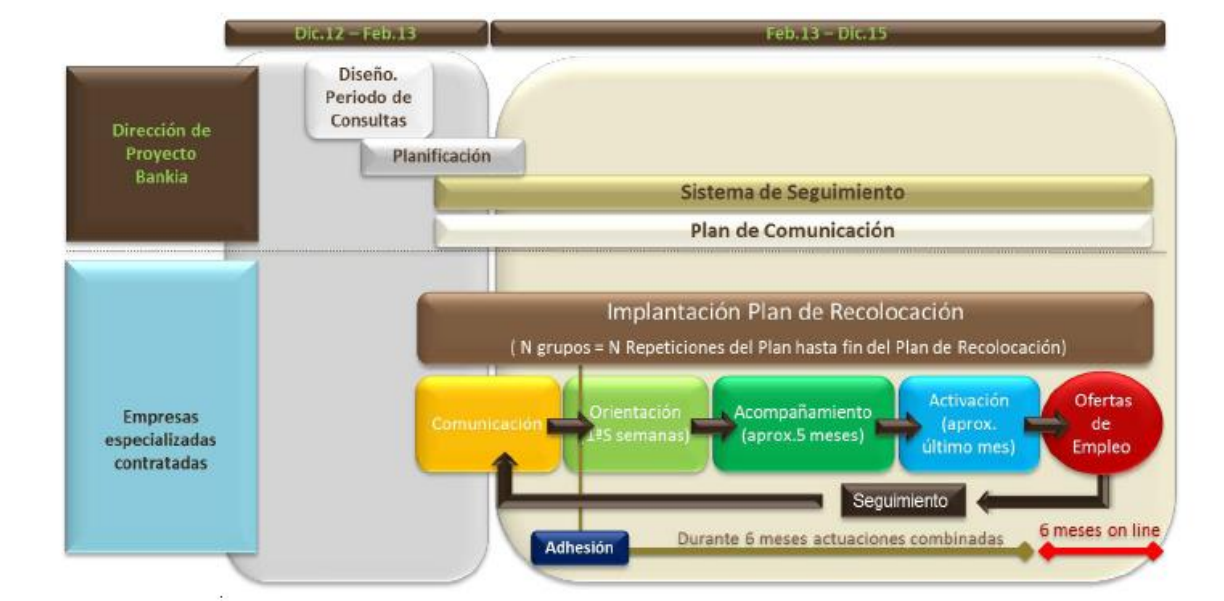 Dic.12 – Feb.13
Feb.13 – Dic.15
Dirección de
Proyecto
Bankia
Diseño.
Periodo de
Consultas
Planificación
Sistema de Seguimiento
Plan de Comunicación
Empresas
especializadas
contratadas
Implantación Plan de Recolocación
( N grupos = N Repeticiones del Plan hasta fin del Plan de Recolocación)
Comunicación
Orientación
(1ªS semanas)
Acompañamiento
(aprox.5 meses)
Activación
(aprox.
último mes)
Ofertas
de
Empleo
Seguimiento
Adhesión
Durante 6 meses actuaciones combinadas
6 meses on line